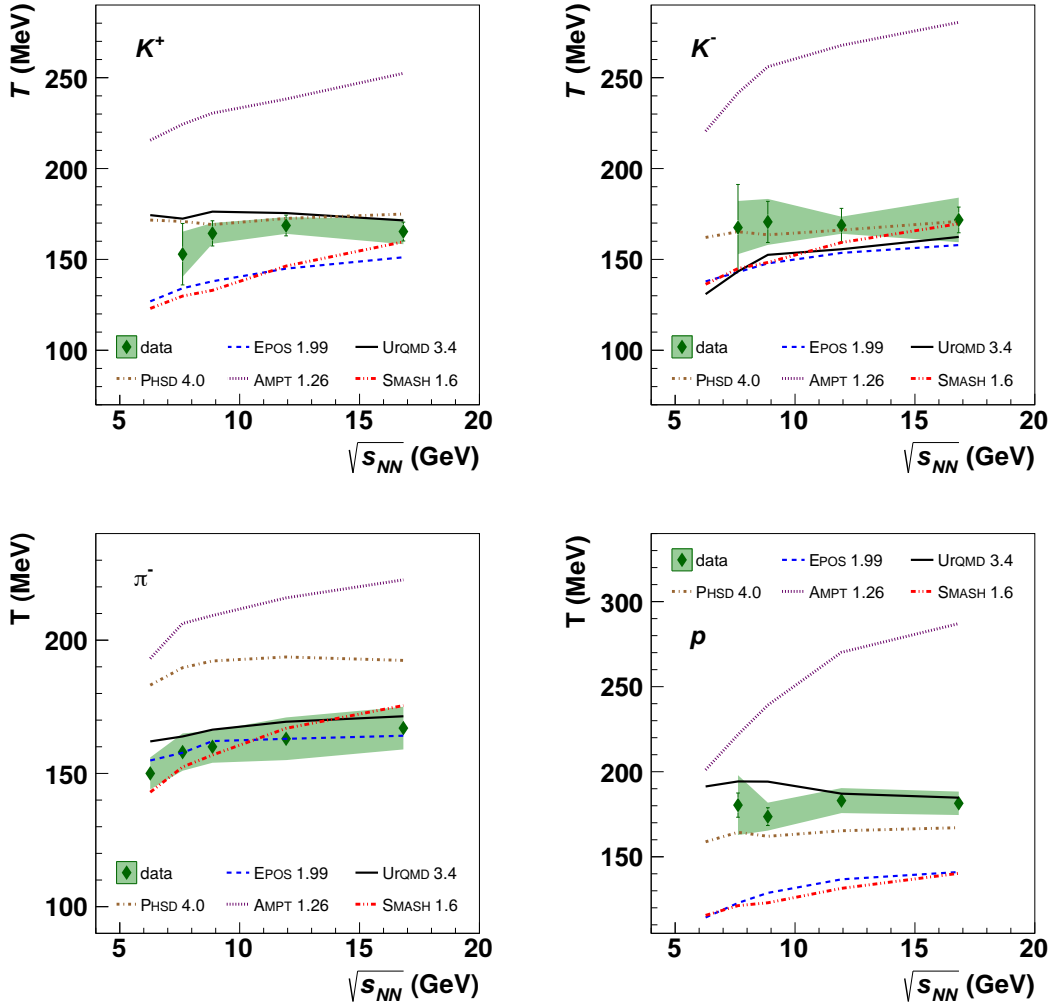 T (MeV)
K+
250
200
150
100
data
EPOS 1.99
URQMD 3.4
PHSD 4.0
AMPT 1.26
SMASH 1.6
5 10 15 20
√sNN (GeV)
T (MeV)
K-
250
200
150
100
data
EPOS 1.99
URQMD 3.4
PHSD 4.0
AMPT 1.26
SMASH 1.6
5 10 15 20
√sNN (GeV)
T (MeV)
π-
200
150
100
data
EPOS 1.99
URQMD 3.4
PHSD 4.0
AMPT 1.26
SMASH 1.6
5 10 15 20
√sNN (GeV)
T (MeV)
data
EPOS 1.99
URQMD 3.4
PHSD 4.0
AMPT 1.26
SMASH 1.6
300
p
250
200
150
5 10 15 20
√sNN (GeV)